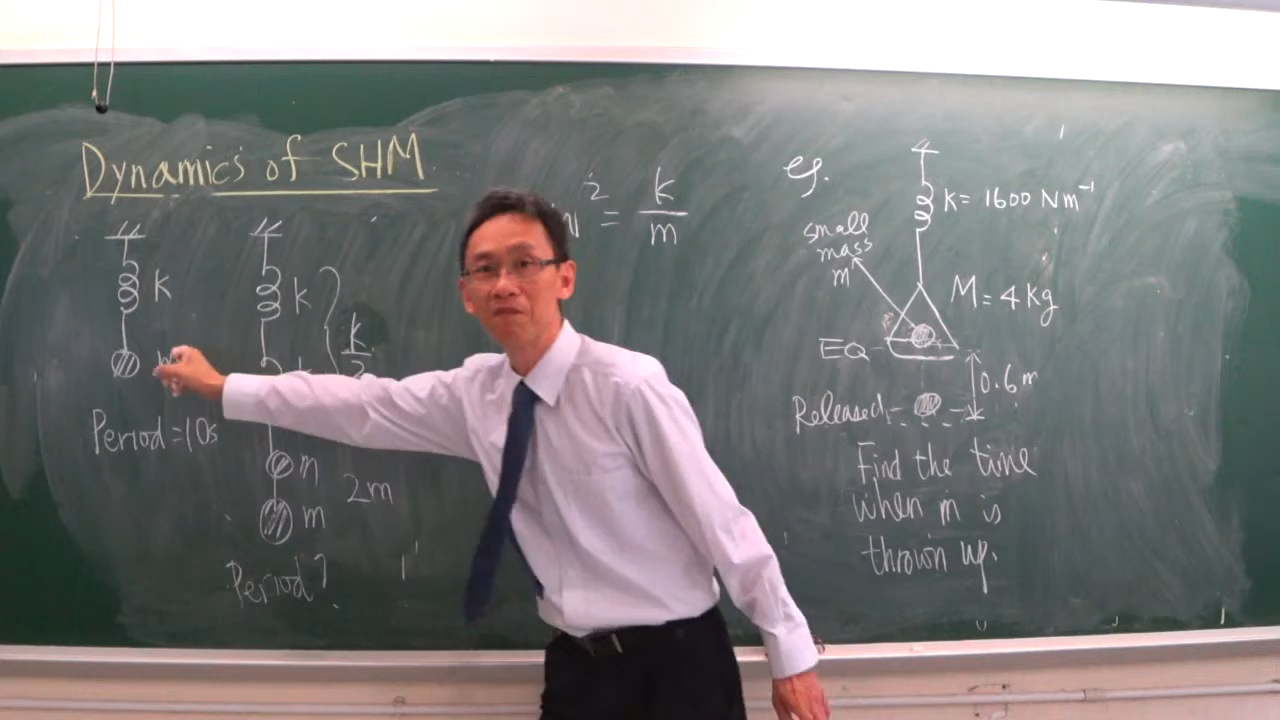 Dynamics of SHM
k
m
Period = 10s
k
k
2
m
m
2m
Period?
2 = k
m
eg.
k = 1600 Nm⁻¹
small
mass
m
M = 4 kg
EQ
0.6 m
Released
Find the time
when m is
thrown up.